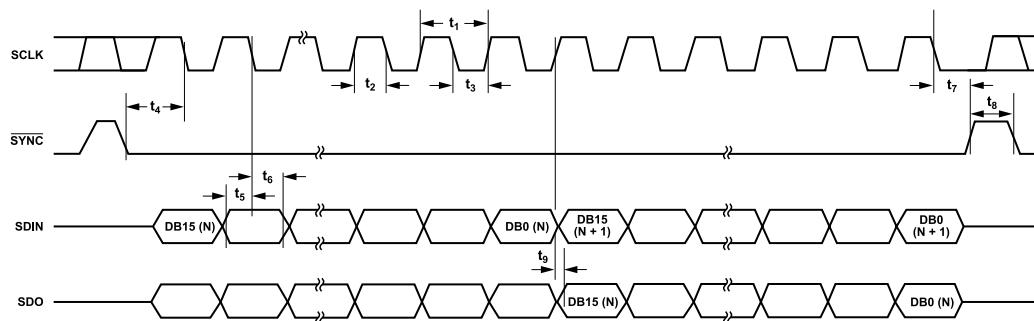 t1
SCLK
t2
t3
t7
t4
t8
SYNC
t6
t5
SDIN
DB15 (N)
DB0 (N)
DB15
(N + 1)
DB0
(N + 1)
t9
SDO
DB15 (N)
DB0 (N)